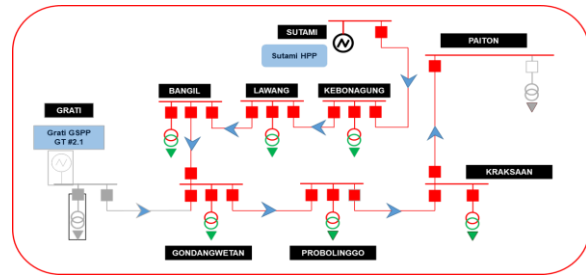 SUTAMI
Sutami HPP
PAITON
BANGIL
LAWANG
KEBONAGUNG
GRATI
Grati GSPP
GT #2.1
KRAKSAAN
GONDANGWETAN
PROBOLINGGO